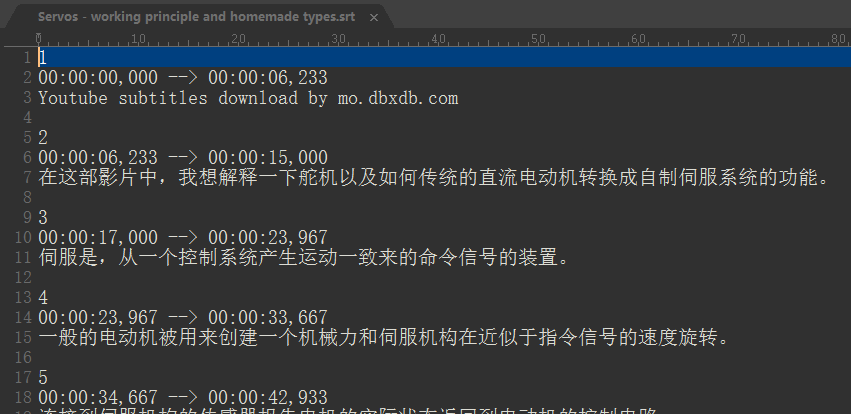 Servos - working principle and homemade types.srt ×
0 10 20 30 40 50 60 70 80
1 1
2 00:00:00,000 --> 00:00:06,233
3 Youtube subtitles download by mo.dbxdb.com
4
5 2
6 00:00:06,233 --> 00:00:15,000
7 在这部影片中，我想解释一下舵机以及如何传统的直流电动机转换成自制伺服系统的功能。
8
9 3
10 00:00:17,000 --> 00:00:23,967
11 伺服是，从一个控制系统产生运动一致来的命令信号的装置。
12
13 4
14 00:00:23,967 --> 00:00:33,667
15 一般的电动机被用来创建一个机械力和伺服机构在近似于指令信号的速度旋转。
16
17 5
18 00:00:34,667 --> 00:00:42,933